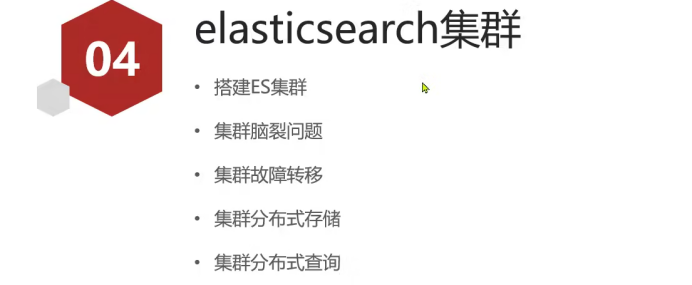 04
elasticsearch集群
• 搭建ES集群
• 集群脑裂问题
• 集群故障转移
• 集群分布式存储
• 集群分布式查询